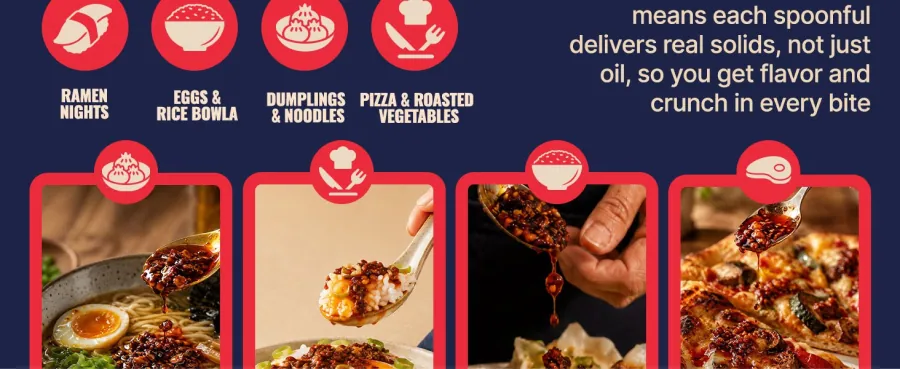 means each spoonful
delivers real solids, not just
oil, so you get flavor and
crunch in every bite
RAMEN
NIGHTS
EGGS &
RICE BOWLA
DUMPLINGS
& NOODLES
PIZZA & ROASTED
VEGETABLES